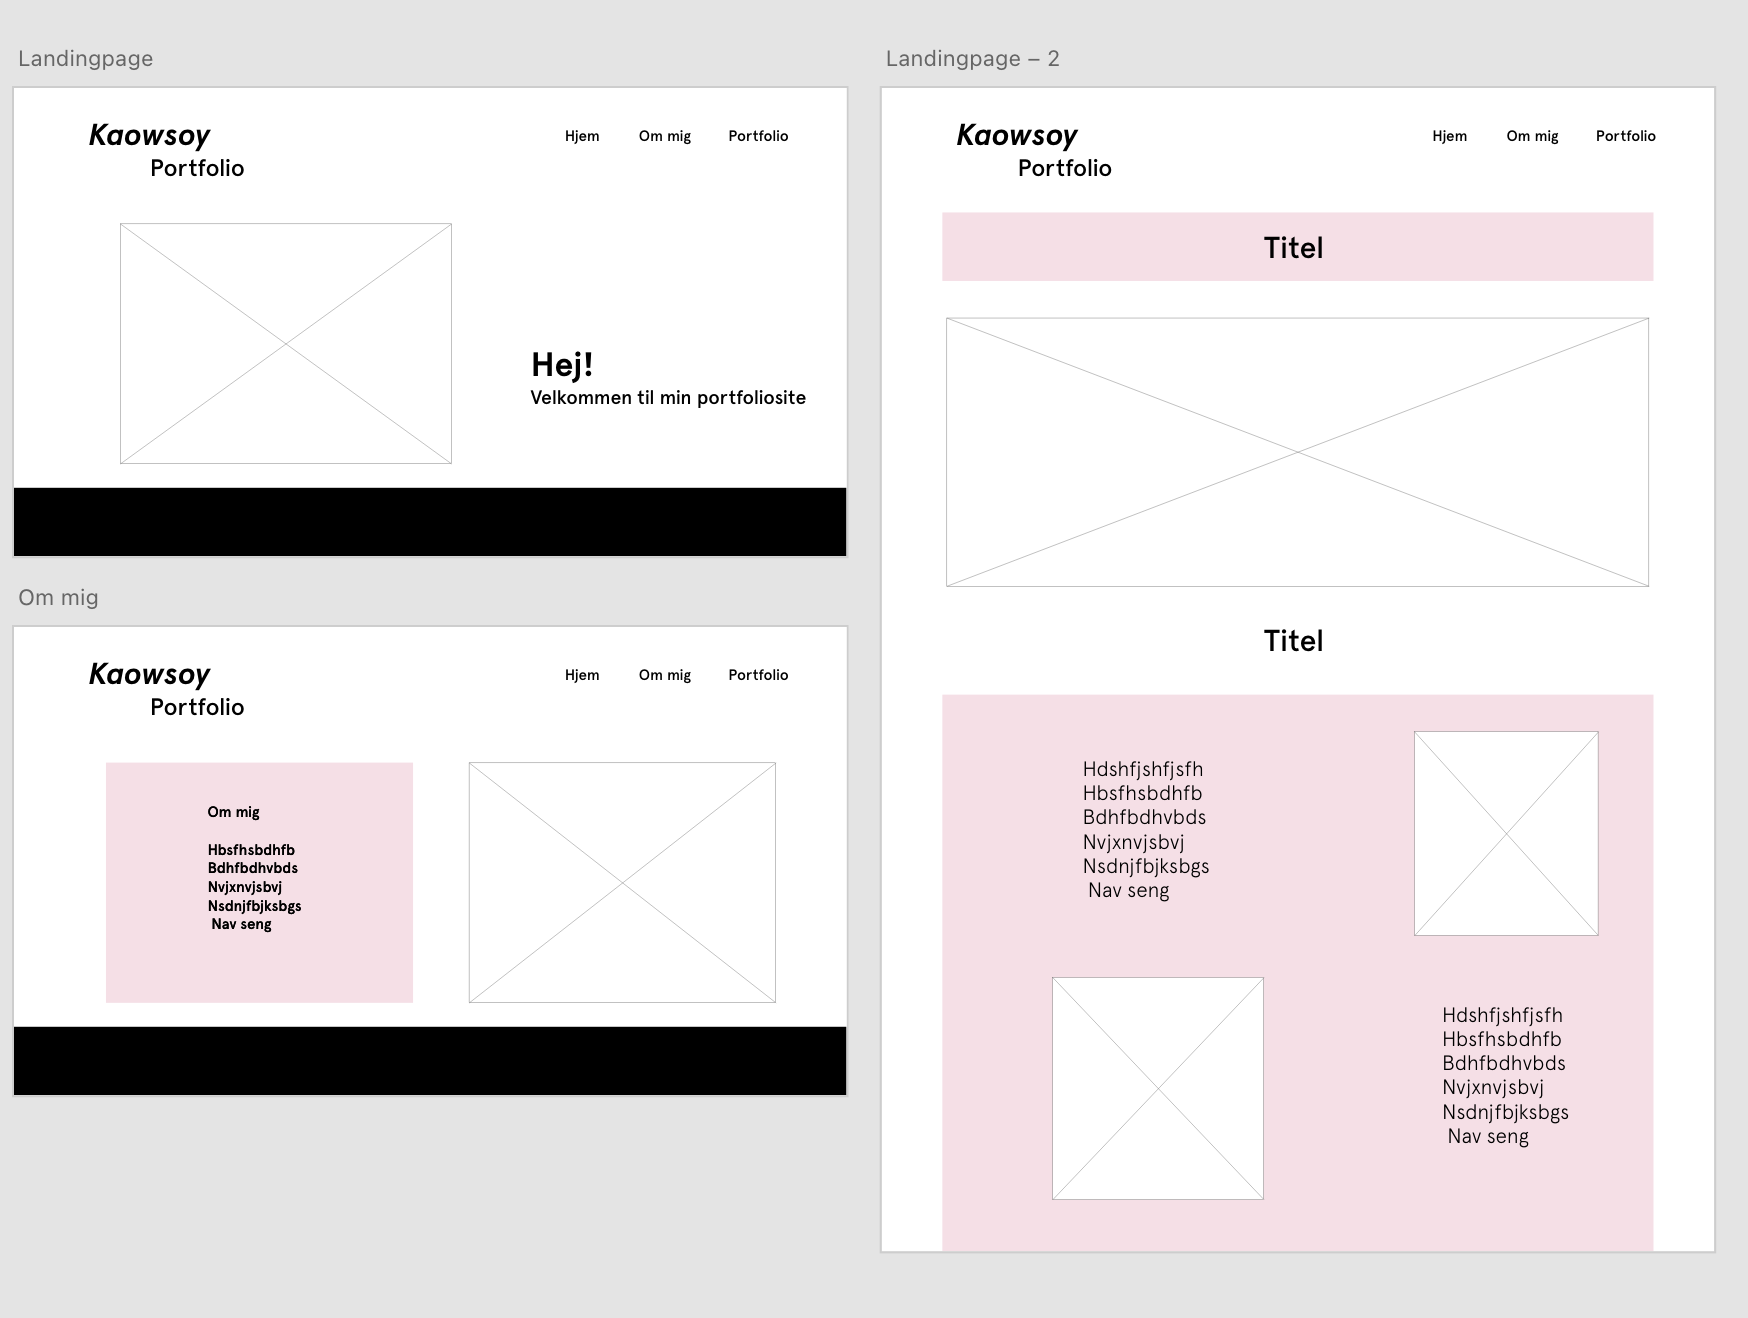 Landingpage
Kaowsoy
Portfolio
Hjem Om mig Portfolio
Hej!
Velkommen til min portfoliosite
Om mig
Kaowsoy
Portfolio
Hjem Om mig Portfolio
Om mig
Hbsfhsbdhfb
Bdhfbdhvbds
Nvjxnvjsbvj
Nsdnjfbjksbgs
Nav seng
Landingpage – 2
Kaowsoy
Portfolio
Hjem Om mig Portfolio
Titel
Titel
Hdshfjshfjsfh
Hbsfhsbdhfb
Bdhfbdhvbds
Nvjxnvjsbvj
Nsdnjfbjksbgs
Nav seng
Hdshfjshfjsfh
Hbsfhsbdhfb
Bdhfbdhvbds
Nvjxnvjsbvj
Nsdnjfbjksbgs
Nav seng